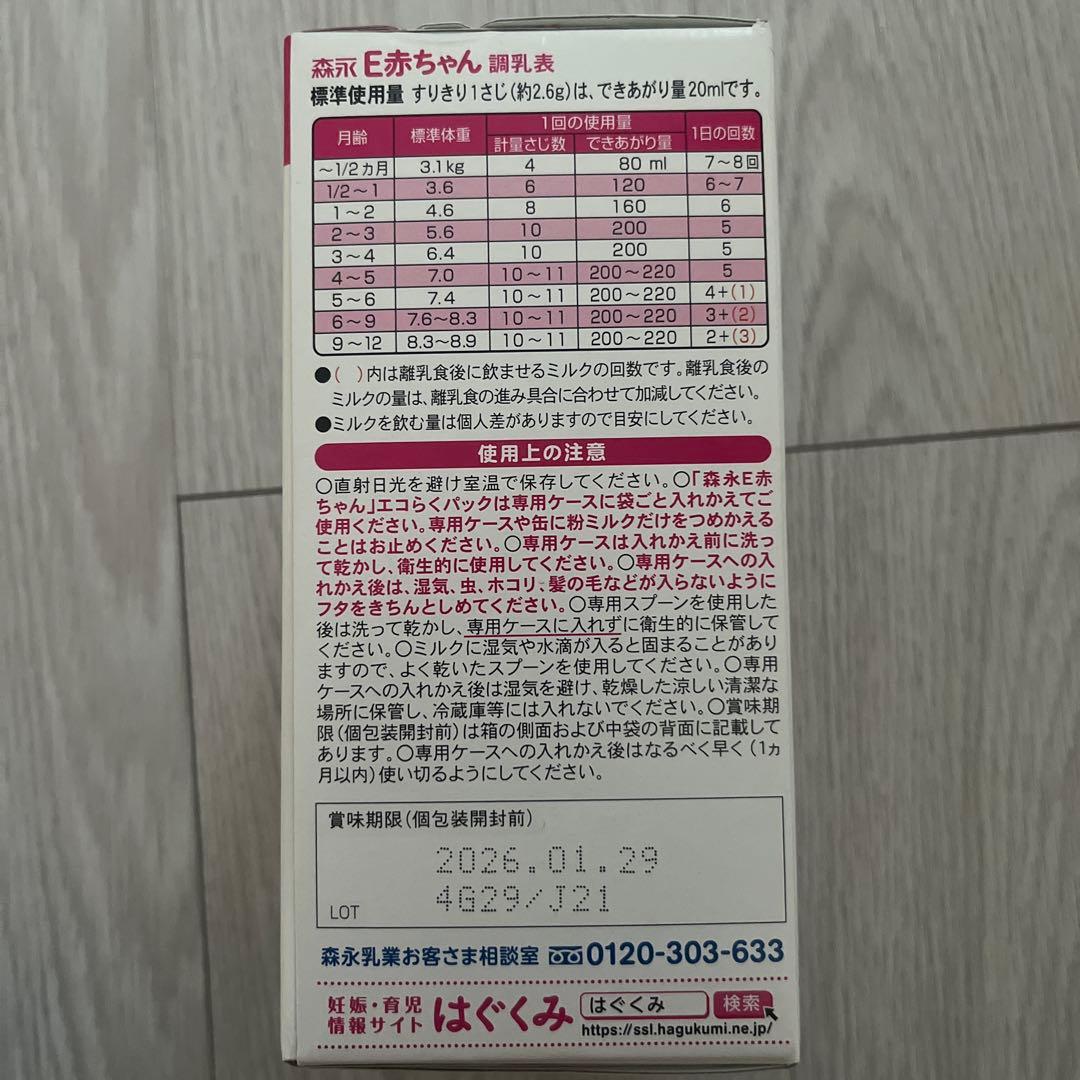 森永 E赤ちゃん 調乳表
標準使用量 すりきり1さじ(約2.6g)は、できあがり量20mlです。
月齢 標準体重 1回の使用量 1日の回数
計量さじ数 できあがり量
〜1/2ヵ月 3.1kg 4 80 ml 7〜8回
1/2〜1 3.6 6 120 6〜7
1〜2 4.6 8 160 6
2〜3 5.6 10 200 5
3〜4 6.4 10 200 5
4〜5 7.0 10〜11 200〜220 5
5〜6 7.4 10〜11 200〜220 4+(1)
6〜9 7.6〜8.3 10〜11 200〜220 3+(2)
9〜12 8.3〜8.9 10〜11 200〜220 2+(3)
●( )内は離乳食後に飲ませるミルクの回数です。離乳食後の
ミルクの量は、離乳食の進み具合に合わせて加減してください。
●ミルクを飲む量は個人差がありますので目安にしてください。
使用上の注意
○直射日光を避け室温で保存してください。○「森永E赤
ちゃん」エコらくパックは専用ケースに袋ごと入れかえてご
使用ください。専用ケースや缶に粉ミルクだけをつめかえる
ことはお止めください。○専用ケースは入れかえ前に洗っ
て乾かし、衛生的に使用してください。○専用ケースへの入
れかえ後は、湿気、虫、ホコリ、髪の毛などが入らないように
フタをきちんとしめてください。○専用スプーンを使用した
後は洗って乾かし、専用ケースに入れずに衛生的に保管して
ください。○ミルクに湿気や水滴が入ると固まることがあり
ますので、よく乾いたスプーンを使用してください。○専用
ケースへの入れかえ後は湿気を避け、乾燥した涼しい清潔な
場所に保管し、冷蔵庫等には入れないでください。○賞味期
限(個包装開封前)は箱の側面および中袋の背面に記載して
あります。○専用ケースへの入れかえ後はなるべく早く(1ヵ
月以内)使い切るようにしてください。
賞味期限(個包装開封前)
2026.01.29
LOT 4G29/J21
森永乳業お客さま相談室 0120-303-633
妊娠・育児
情報サイト はぐくみ はぐくみ 検索
https://ssl.hagukumi.ne.jp/